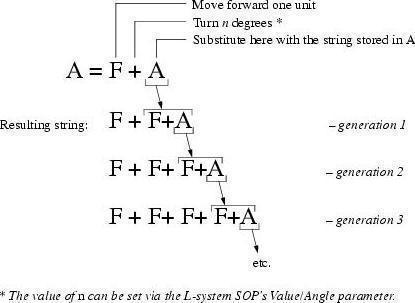 Move forward one unit
Turn n degrees *
Substitute here with the string stored in A
A = F + A
Resulting string: F + F+A – generation 1
F + F+ F+A – generation 2
F + F+ F+ F+A – generation 3
etc.
* The value of n can be set via the L-system SOP's Value/Angle parameter.